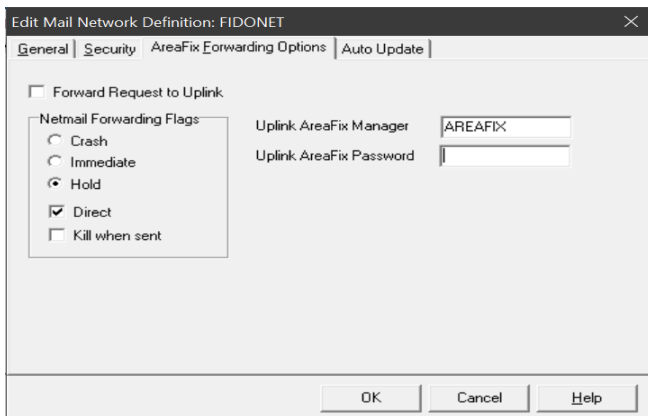 Edit Mail Network Definition: FIDONET
General Security AreaFix Forwarding Options Auto Update
Forward Request to Uplink
Netmail Forwarding Flags
Crash
Immediate
Hold
Direct
Kill when sent
Uplink AreaFix Manager AREAFIX
Uplink AreaFix Password
OK Cancel Help